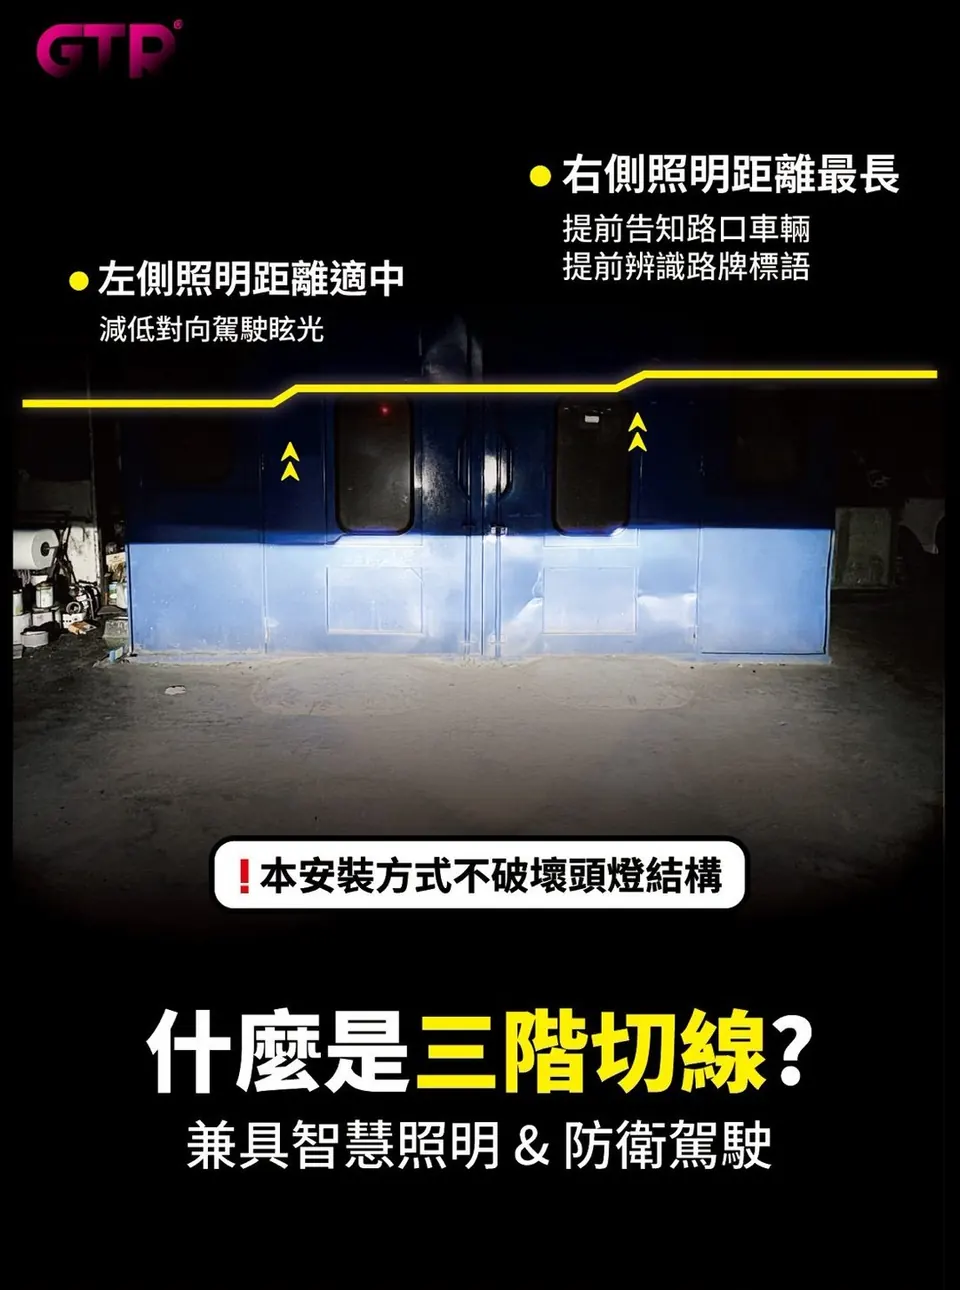 GTR®
右側照明距離最長
提前告知路口車輛
提前辨識路牌標語
左側照明距離適中
減低對向駕駛眩光
！本安裝方式不破壞頭燈結構
什麼是三階切線?
兼具智慧照明 & 防衛駕駛